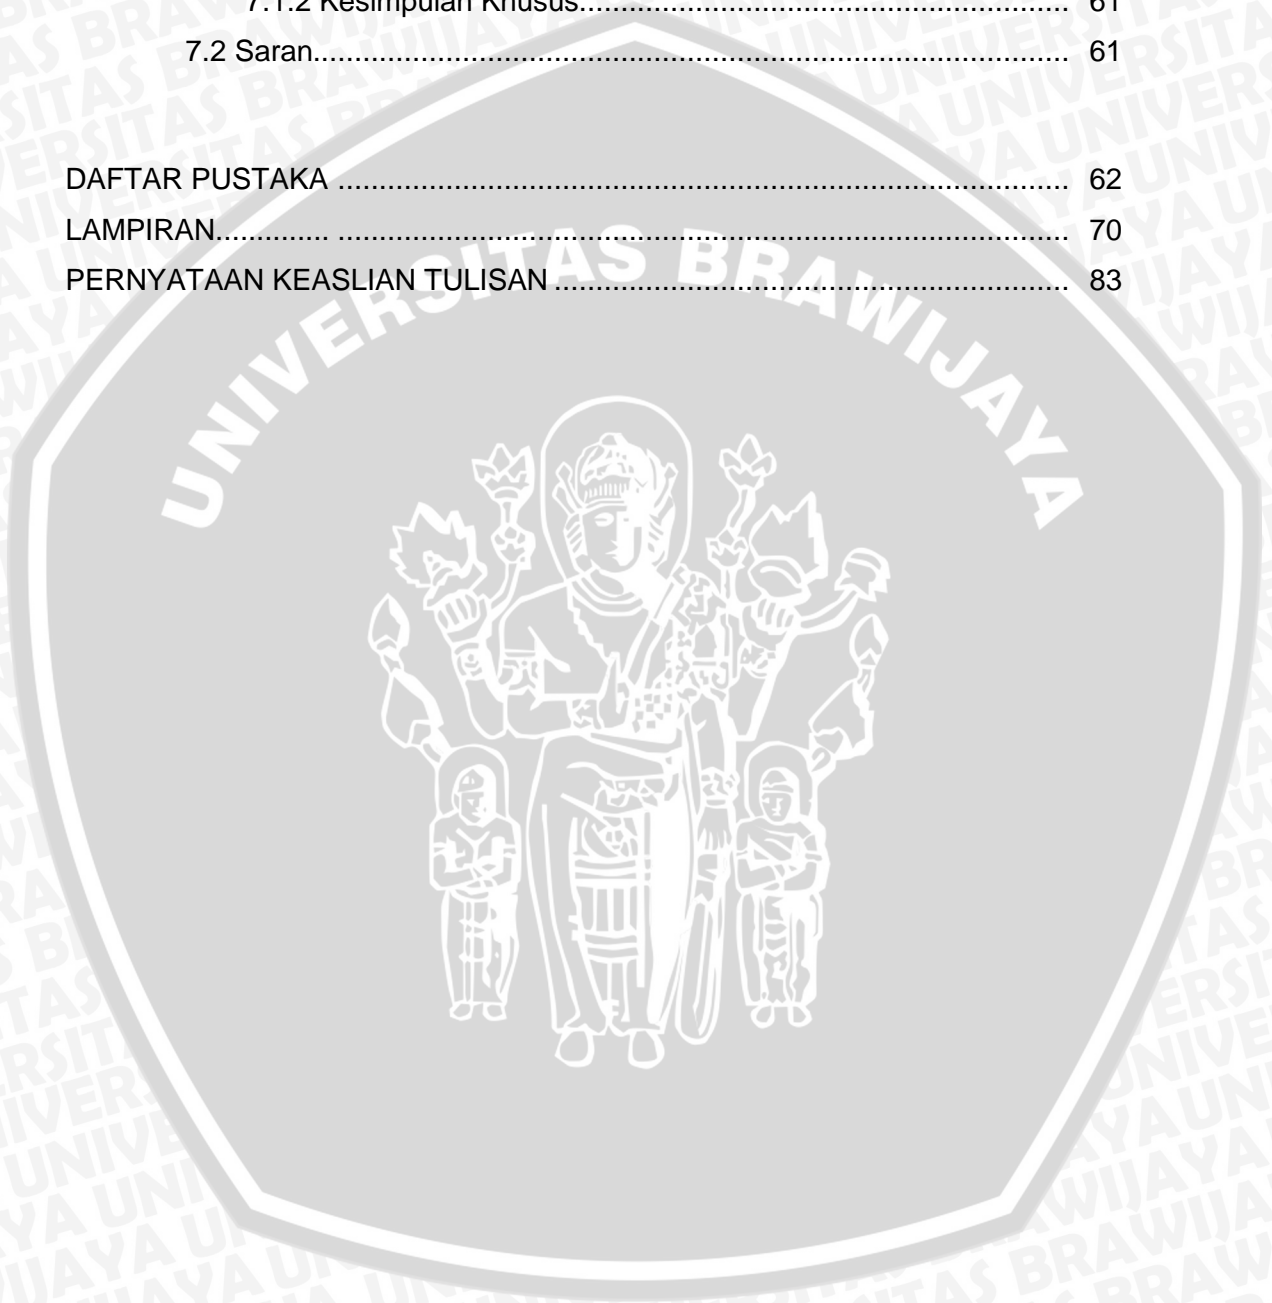 7.1.2 Kesimpulan Khusus........................................................... 61
7.2 Saran........................................................................................... 61
DAFTAR PUSTAKA ......................................................................................... 62
LAMPIRAN.............. ......................................................................................... 70
PERNYATAAN KEASLIAN TULISAN .............................................................. 83
UNIVERSITAS BRAWIJAYA